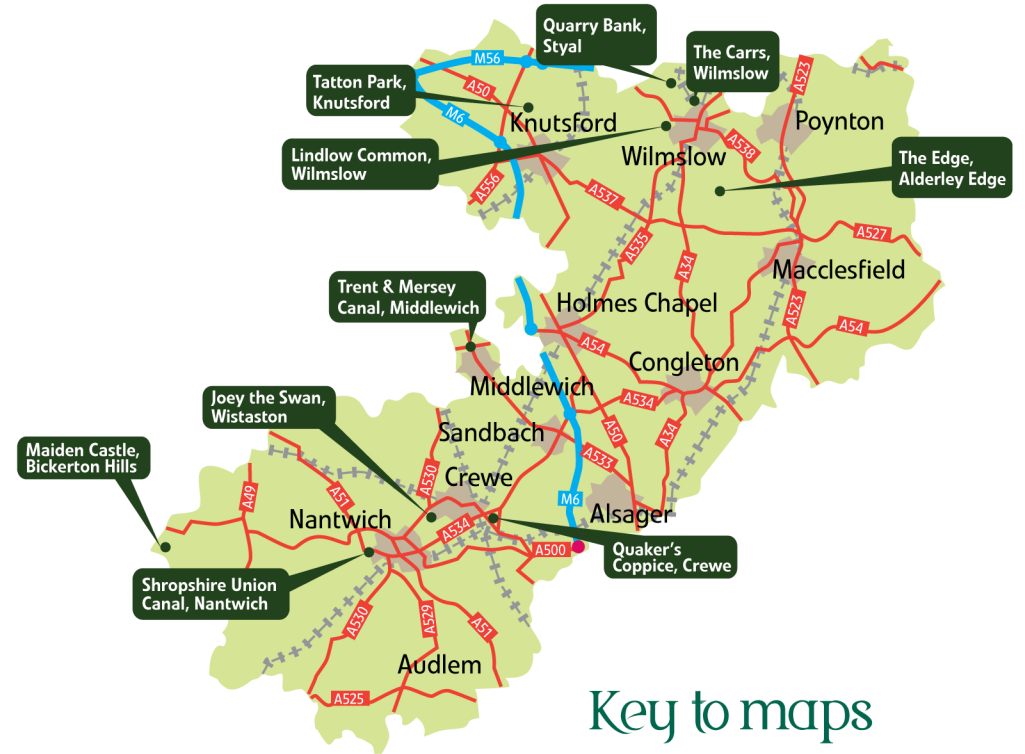 Quarry Bank,
Styal
The Carrs,
Wilmslow
M56
A523
Tatton Park,
Knutsford
A50
M6
Knutsford
Poynton
A538
Lindlow Common,
Wilmslow
Wilmslow
The Edge,
Alderley Edge
A556
A537
A527
A535
A34
Macclesfield
Trent & Mersey
Canal, Middlewich
Holmes Chapel
A523
A54
A54
Congleton
Middlewich
Joey the Swan,
Wistaston
A534
Sandbach
A50
A34
Maiden Castle,
Bickerton Hills
A533
Crewe
A530
A49
A51
M6
Nantwich
Alsager
A534
A500
Quaker's
Coppice, Crewe
Shropshire Union
Canal, Nantwich
A530
A529
A51
Audlem
A525
Key to maps